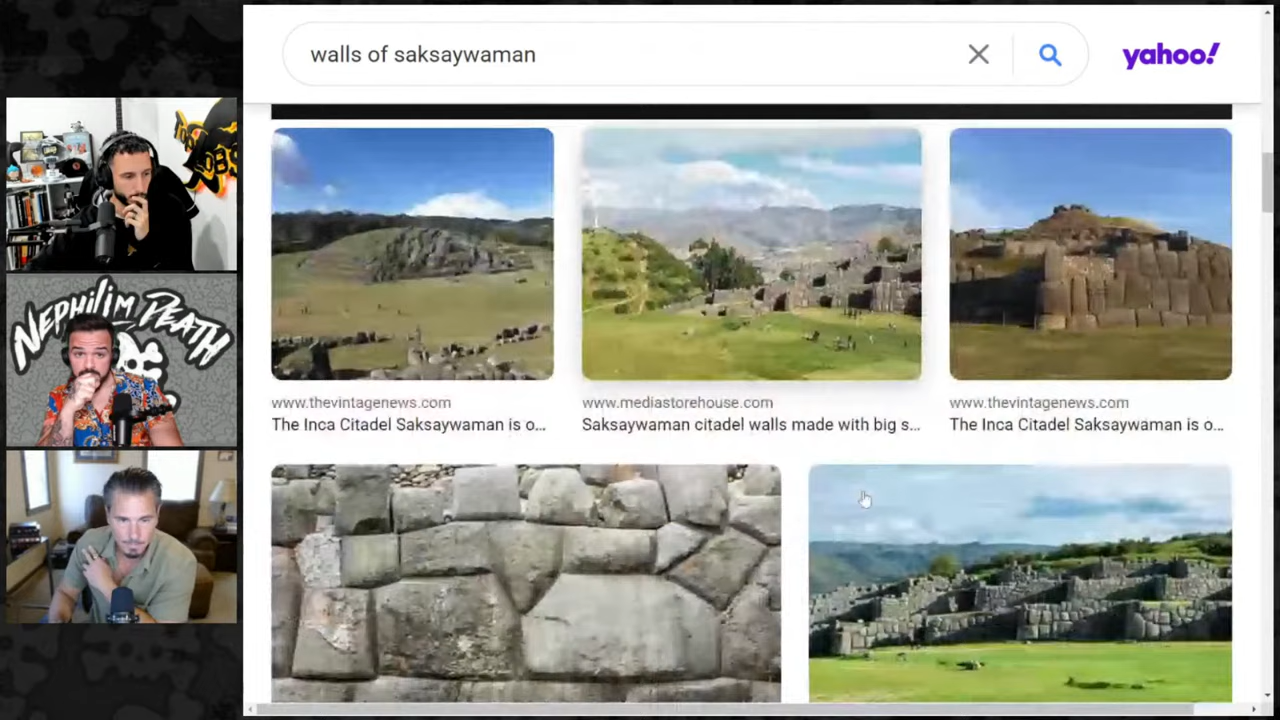 walls of saksaywaman
yahoo!
www.thevintagenews.com
The Inca Citadel Saksaywaman is o...
www.mediastorehouse.com
Saksaywaman citadel walls made with big s...
www.thevintagenews.com
The Inca Citadel Saksaywaman is o...
NEPHILIM DEATH